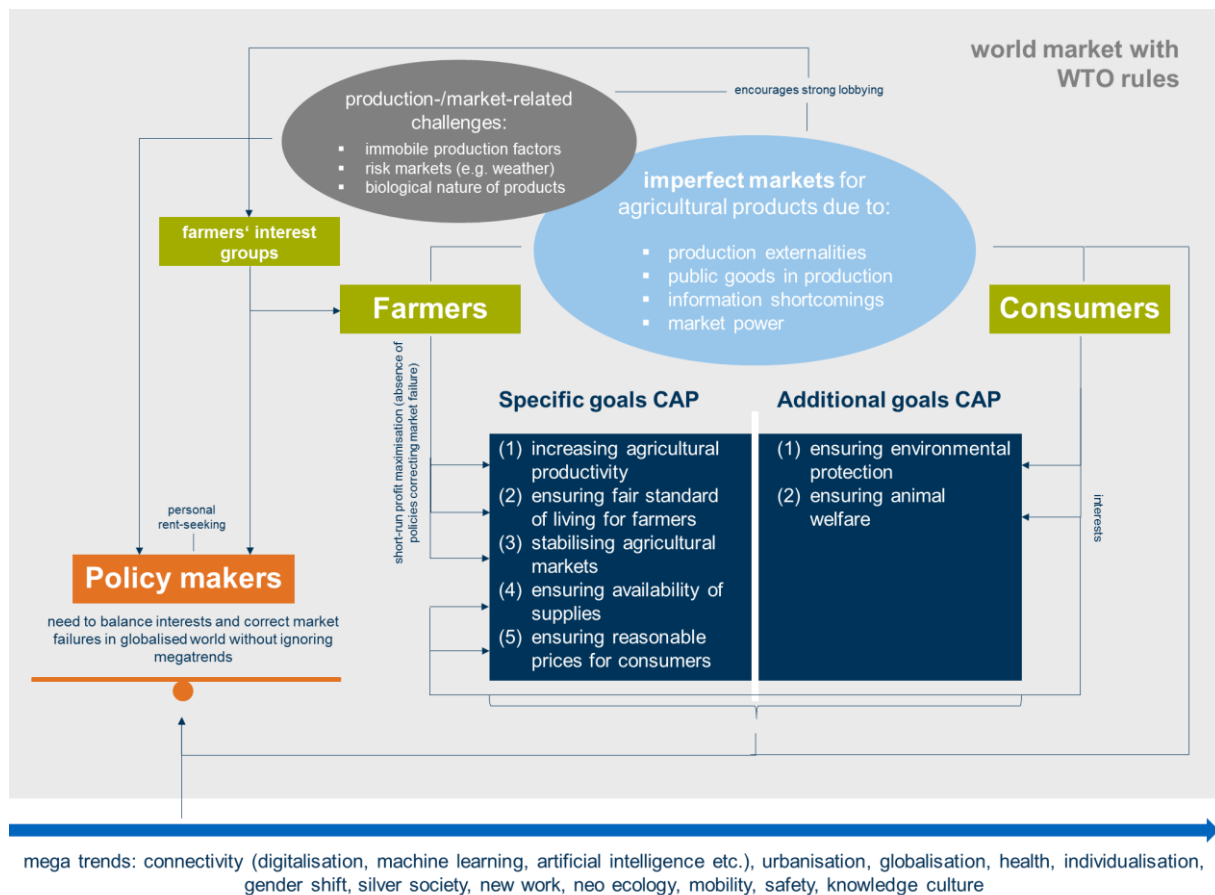 world market with
WTO rules
encourages strong lobbying
production-/market-related
challenges:
▪ immobile production factors
▪ risk markets (e.g. weather)
▪ biological nature of products
imperfect markets for
agricultural products due to:
▪ production externalities
▪ public goods in production
▪ information shortcomings
▪ market power
farmers‘ interest
groups
Farmers
Consumers
short-run profit maximisation (absence of
policies correcting market failure)
Specific goals CAP
(1) increasing agricultural
productivity
(2) ensuring fair standard
of living for farmers
(3) stabilising agricultural
markets
(4) ensuring availability of
supplies
(5) ensuring reasonable
prices for consumers
Additional goals CAP
(1) ensuring environmental
protection
(2) ensuring animal
welfare
interests
personal
rent-seeking
Policy makers
need to balance interests and correct market
failures in globalised world without ignoring
megatrends
mega trends: connectivity (digitalisation, machine learning, artificial intelligence etc.), urbanisation, globalisation, health, individualisation,
gender shift, silver society, new work, neo ecology, mobility, safety, knowledge culture